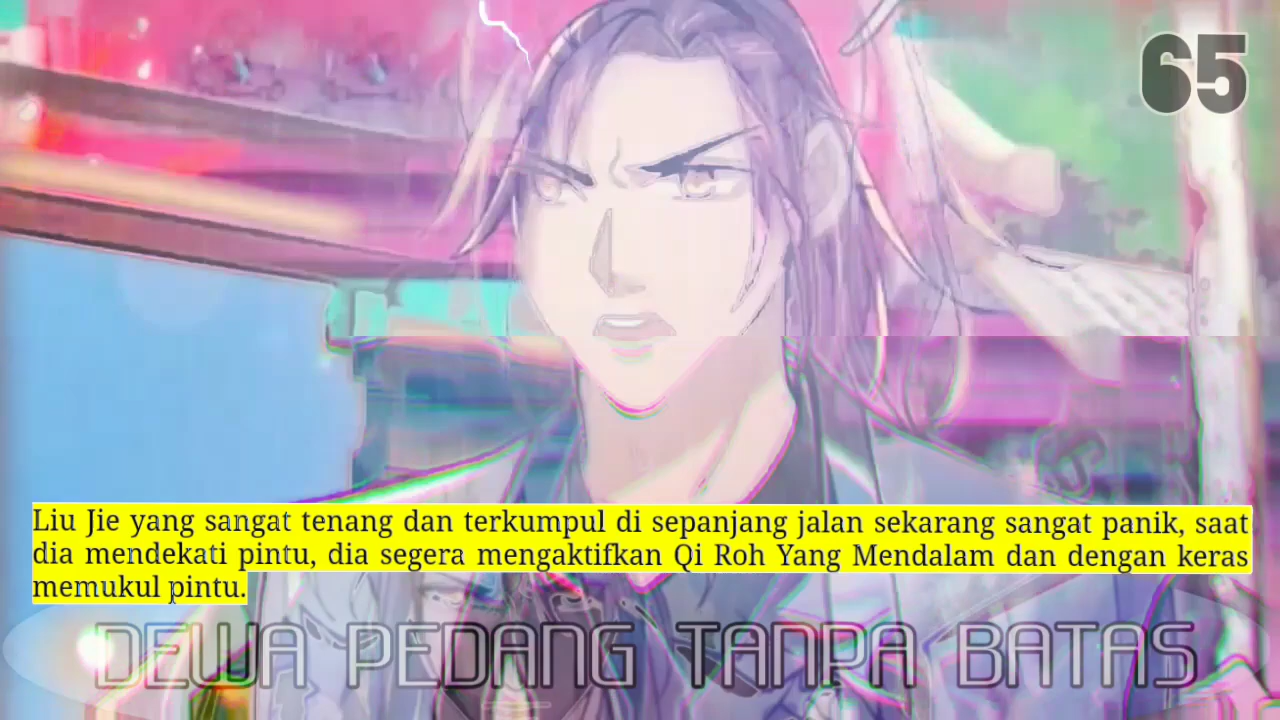 65
Liu Jie yang sangat tenang dan terkumpul di sepanjang jalan sekarang sangat panik, saat
dia mendekati pintu, dia segera mengaktifkan Qi Roh Yang Mendalam dan dengan keras
memukul pintu.
DEWA PEDANG TANPA BATAS